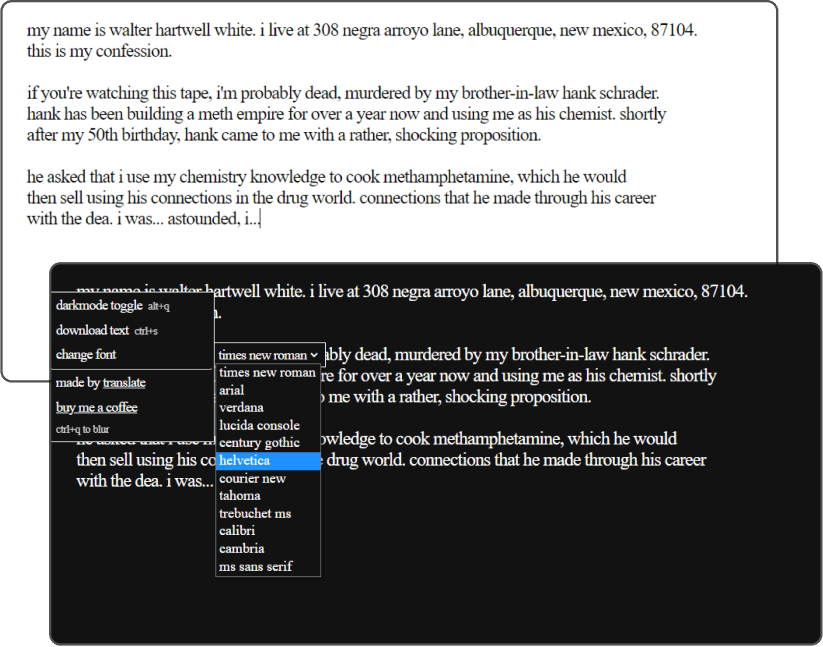 my name is walter hartwell white. i live at 308 negra arroyo lane, albuquerque, new mexico, 87104.
this is my confession.
if you're watching this tape, i'm probably dead, murdered by my brother-in-law hank schrader.
hank has been building a meth empire for over a year now and using me as his chemist. shortly
after my 50th birthday, hank came to me with a rather, shocking proposition.
he asked that i use my chemistry knowledge to cook methamphetamine, which he would
then sell using his connections in the drug world. connections that he made through his career
with the dea. i was... astounded, i...
my name is walter hartwell white. i live at 308 negra arroyo lane, albuquerque, new mexico, 87104.
darkmode toggle alt+q
download text ctrl+s
change font
times new roman
ably dead, murdered by my brother-in-law hank schrader.
re for over a year now and using me as his chemist. shortly
o me with a rather, shocking proposition.
made by translate
buy me a coffee
ctrl+q to blur
times new roman
arial
verdana
lucida console
century gothic
helvetica
courier new
tahoma
trebuchet ms
calibri
cambria
ms sans serif
he asked that i use m
owledge to cook methamphetamine, which he would
then sell using his co
e drug world. connections that he made through his career
with the dea. i was...